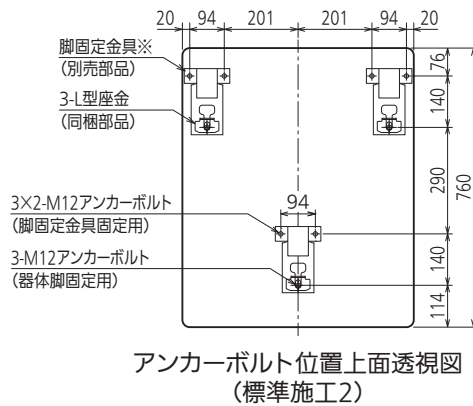 20 94 201 201 94 20
脚固定金具※
(別売部品)
3-L型座金
(同梱部品)
76
140
290
760
3×2-M12アンカーボルト
(脚固定金具固定用)
94
3-M12アンカーボルト
(器体脚固定用)
140
114
アンカーボルト位置上面透視図
(標準施工2)